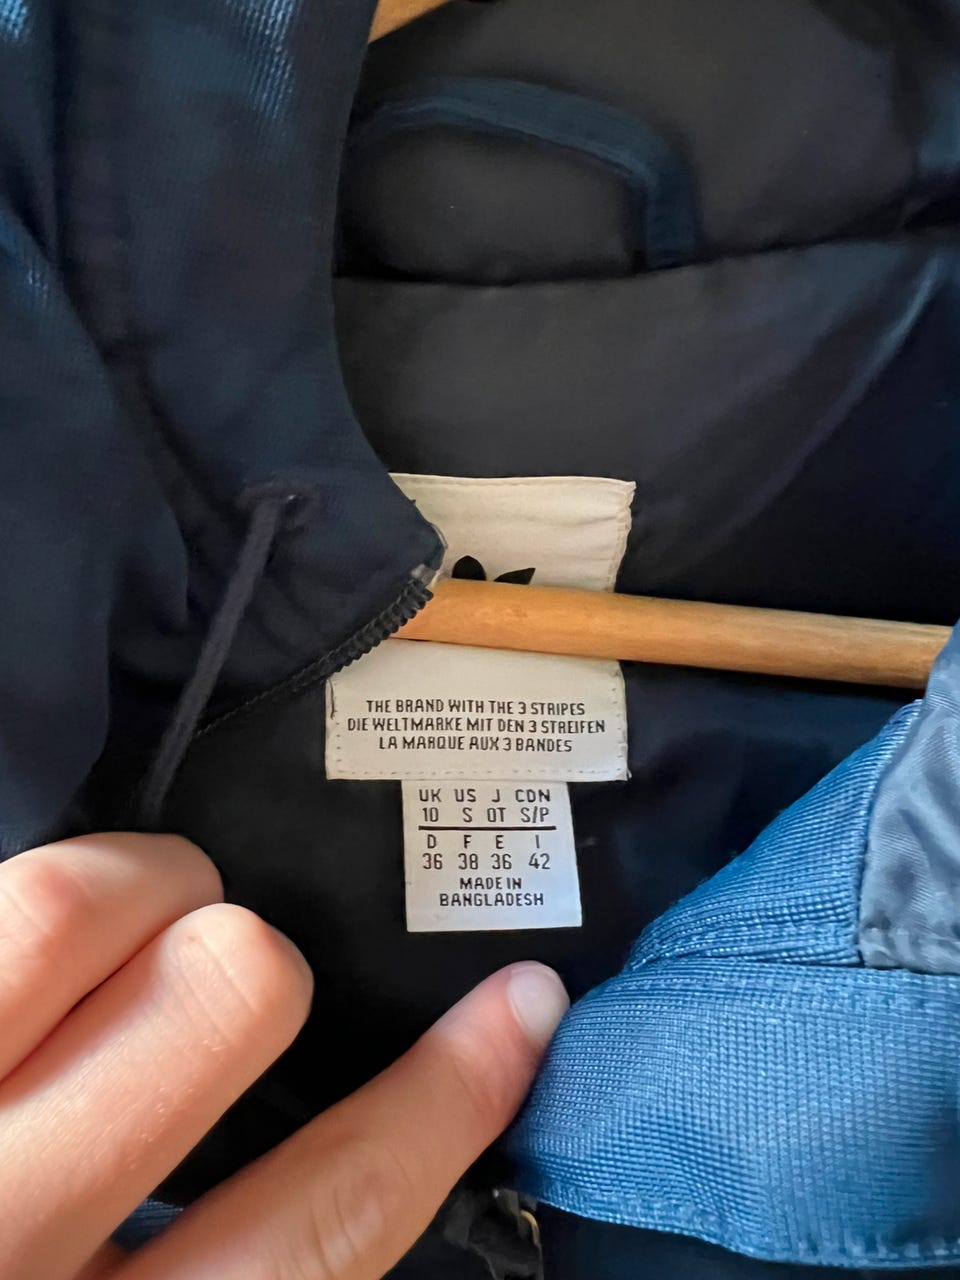 THE BRAND WITH THE 3 STRIPES
DIE WELTMARKE MIT DEN 3 STREIFEN
LA MARQUE AUX 3 BANDES
UK US J CDN
10 S OT S/P
D F E I
36 38 36 42
MADE IN
BANGLADESH